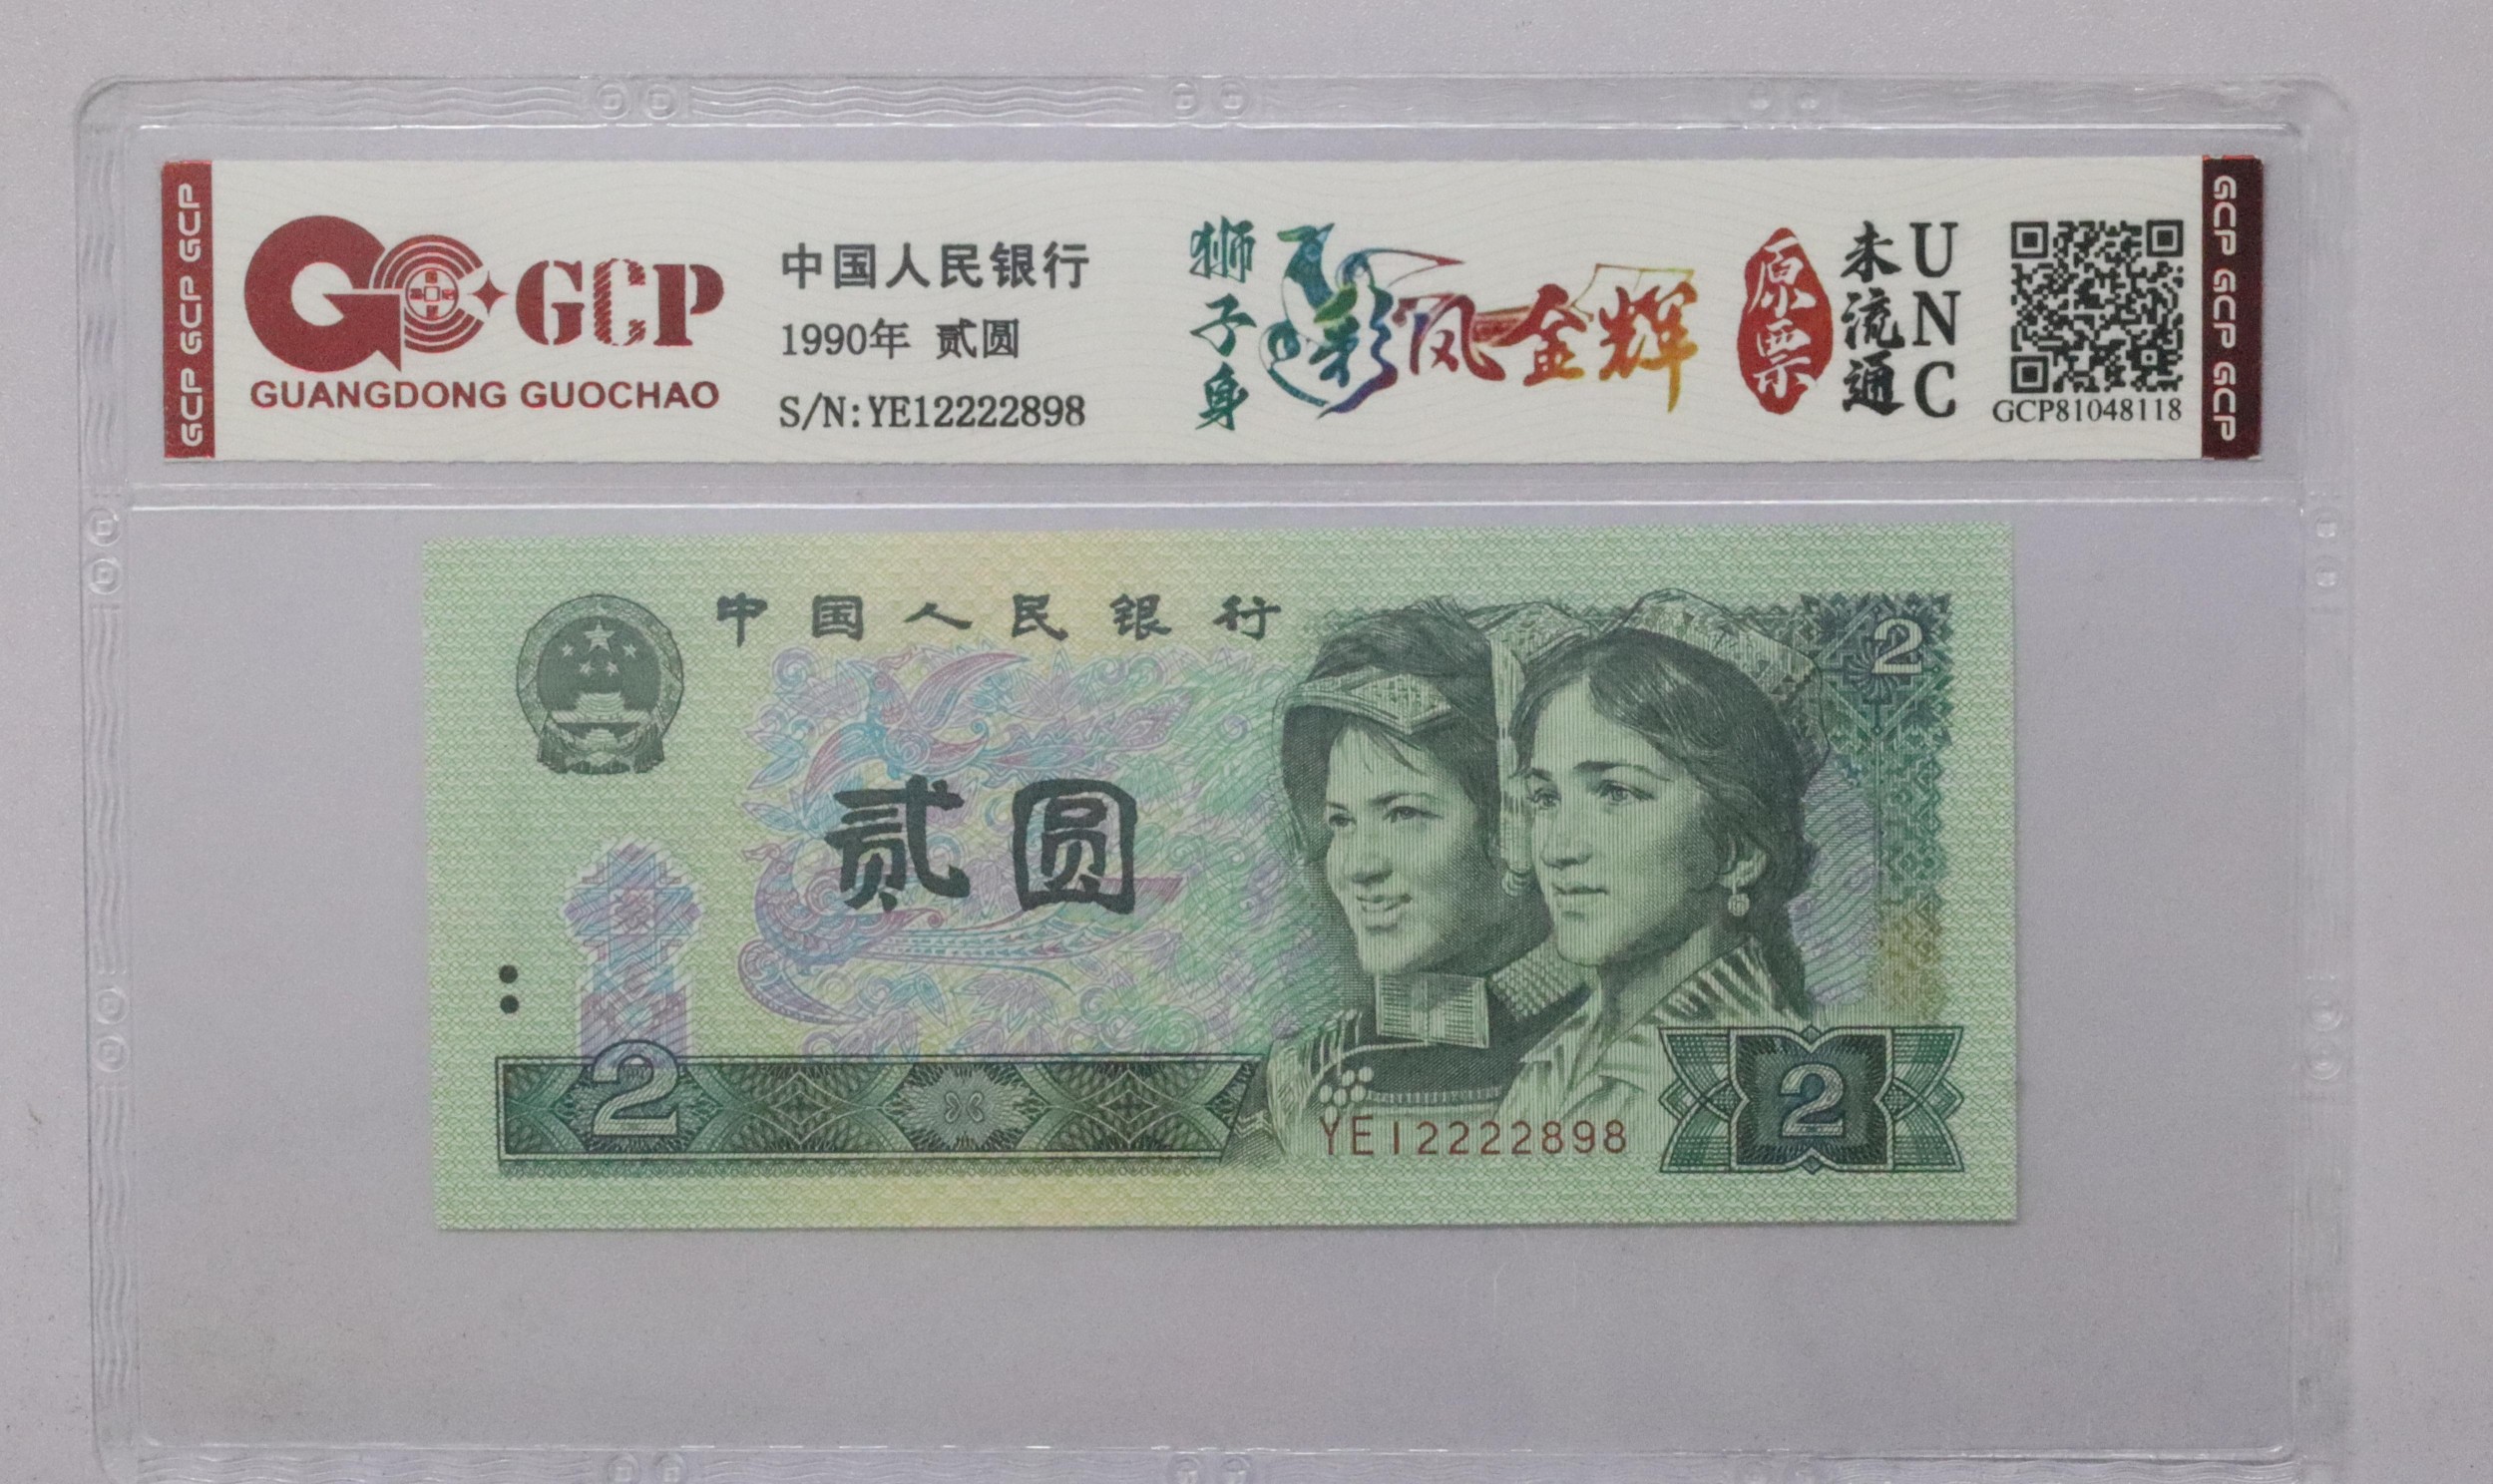 GCP GCP GCP
GCP
GUANGDONG GUOCHAO
中国人民银行
1990年 贰圆
S/N:YE12222898
狮子身
彩凤金辉
原票
未流通
UNC
GCP81048118
GCP GCP GCP
中国人民银行
2
贰圆
2
YE12222898
2